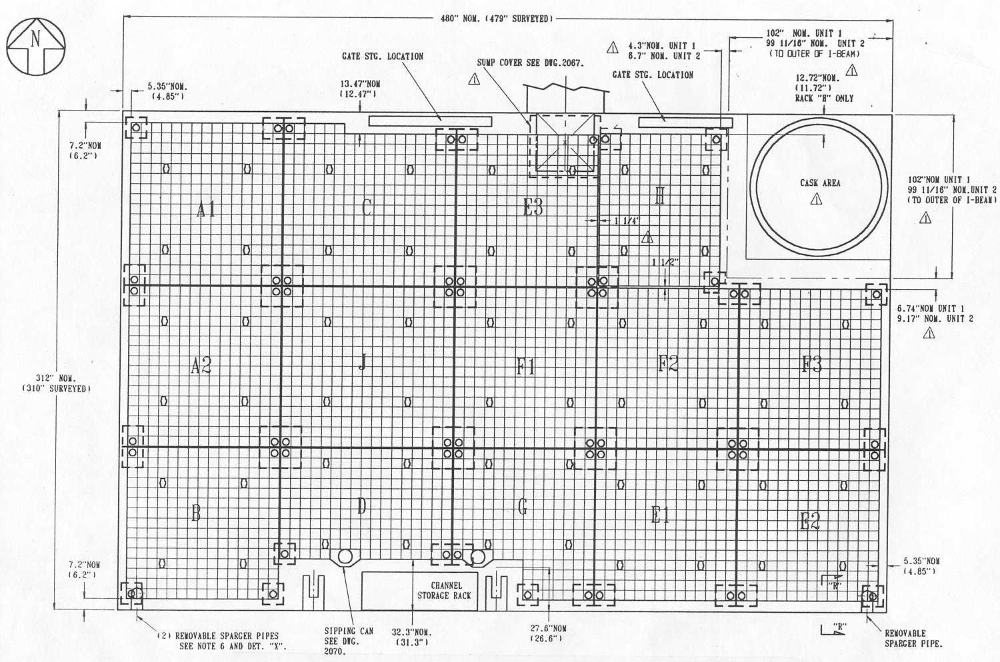 N
480" NOM. (479" SURVEYED)
102" NOM. UNIT 1
99 11/16" NOM. UNIT 2
(TO OUTER OF I-BEAM)
1
4.3"NOM. UNIT 1
6.7" NOM. UNIT 2
1
GATE STG. LOCATION
SUMP COVER SEE DWG.2067.
1
GATE STG. LOCATION
12.72"NOM.
(11.72")
RACK "H" ONLY
5.35"NOM.
(4.85")
13.47"NOM
(12.47")
7.2"NOM
(6.2")
CASK AREA
1
102"NOM UNIT 1
99 11/16" NOM.UNIT 2
(TO OUTER OF I-BEAM)
1
A1
C
E3
H
1 1/4"
1
1 1/2"
6.74"NOM UNIT 1
9.17" NOM. UNIT 2
1
A2
J
F1
F2
F3
312" NOM.
(310" SURVEYED)
B
D
G
E1
E2
7.2"NOM
(6.2")
5.35"NOM
(4.85")
CHANNEL
STORAGE RACK
"R"
(2) REMOVABLE SPARGER PIPES
SEE NOTE 6 AND DET. "X".
SIPPING CAN
SEE DWG.
2070.
32.3"NOM.
(31.3")
27.6"NOM
(26.6")
"R"
REMOVABLE
SPARGER PIPE.